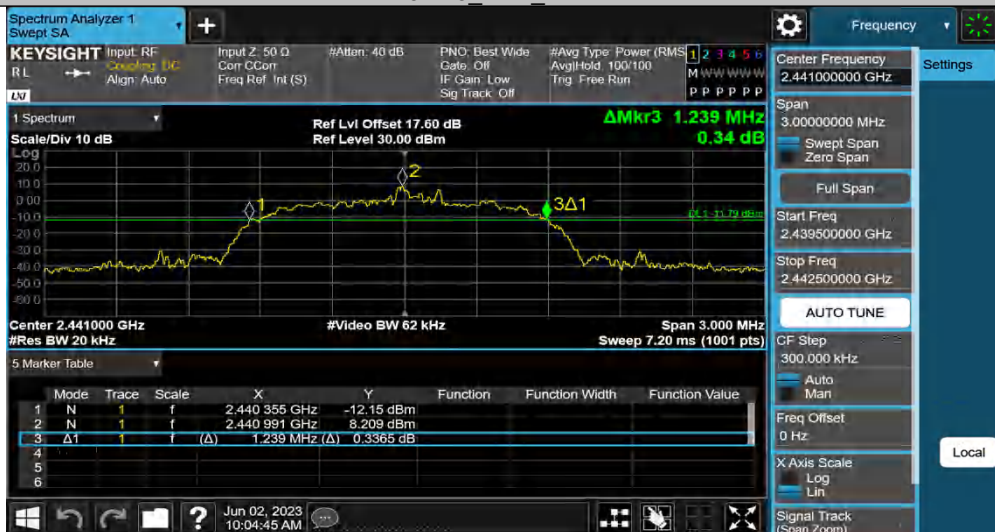 Spectrum Analyzer 1
Swept SA
+
Frequency
KEYSIGHT
RL
LXI
Input: RF
Coupling: DC
Align: Auto
Input Z: 50 Ω
Corr CCorr
Freq Ref: Int (S)
#Atten: 40 dB
PNO: Best Wide
Gate: Off
IF Gain: Low
Sig Track: Off
#Avg Type: Power (RMS
Avg|Hold: 100/100
Trig: Free Run
1 2 3 4 5 6
M W W W W W
P P P P P P
1 Spectrum
Scale/Div 10 dB
Ref Lvl Offset 17.60 dB
Ref Level 30.00 dBm
ΔMkr3 1.239 MHz
0.34 dB
Log
20.0
10.0
0.00
-10.0
-20.0
-30.0
-40.0
-50.0
-60.0
1
2
3Δ1
DL1 -11.79 dBm
Center 2.441000 GHz
#Res BW 20 kHz
#Video BW 62 kHz
Span 3.000 MHz
Sweep 7.20 ms (1001 pts)
5 Marker Table
Mode Trace Scale X Y Function Function Width Function Value
1 N 1 f 2.440 355 GHz -12.15 dBm
2 N 1 f 2.440 991 GHz 8.209 dBm
3 Δ1 1 f (Δ) 1.239 MHz (Δ) 0.3365 dB
4
5
6
?
Jun 02, 2023
10:04:45 AM
Center Frequency
2.441000000 GHz
Span
3.00000000 MHz
Swept Span
Zero Span
Full Span
Start Freq
2.439500000 GHz
Stop Freq
2.442500000 GHz
AUTO TUNE
CF Step
300.000 kHz
Auto
Man
Freq Offset
0 Hz
X Axis Scale
Log
Lin
Signal Track
(Span Zoom)
Settings
Local